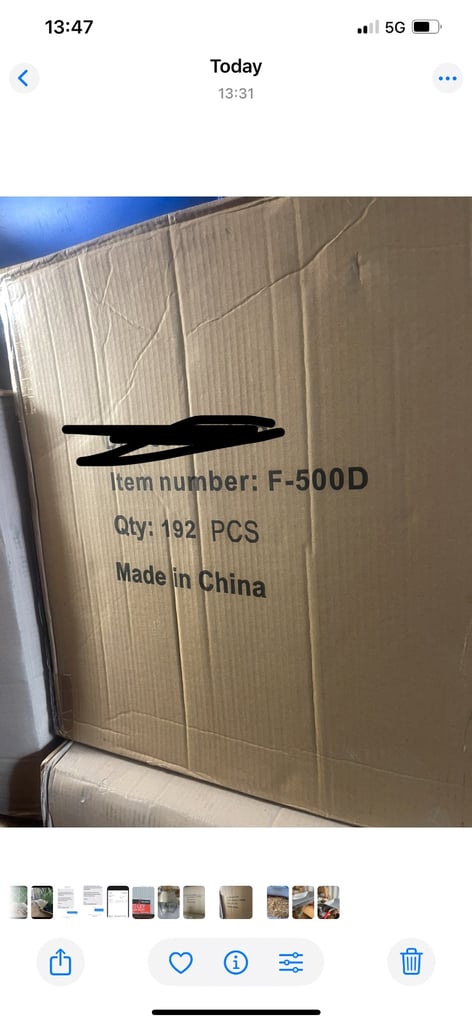 13:47
5G
Today
13:31
Item number: F-500D
Qty: 192 PCS
Made in China